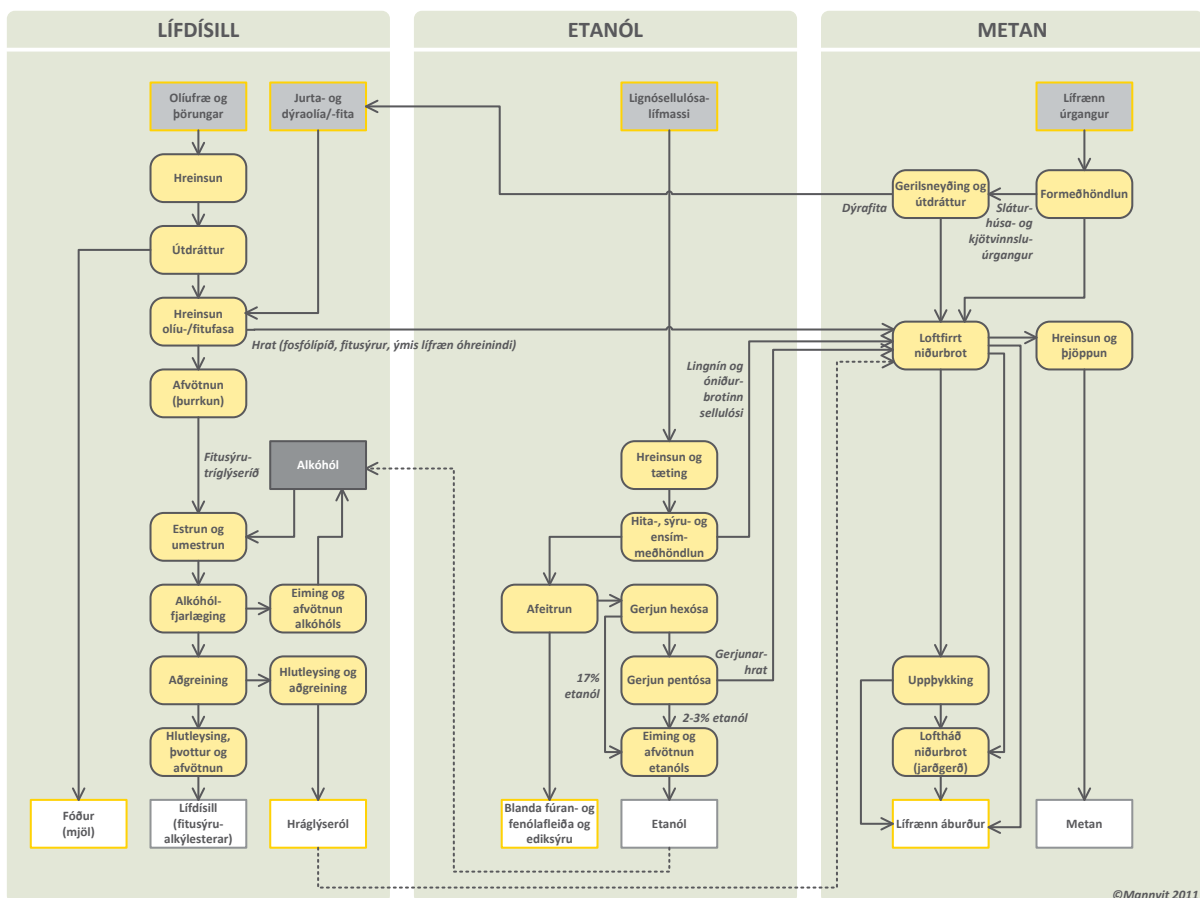 LÍFDÍSILL
ETANÓL
METAN
Olíufræ og
þörungar
Jurta- og
dýraolía/-fita
Lignósellulósa-
lífmassi
Lífrænn
úrgangur
Hreinsun
Gerilsneyðing og
útdráttur
Formeðhöndlun
Dýrafita
Slátur-
húsa- og
kjötvinnslu-
úrgangur
Útdráttur
Hreinsun
olíu-/fitufasa
Hrat (fosfólípíð, fitusýrur, ýmis lífræn óhreinindi)
Loftfirrt
niðurbrot
Hreinsun og
þjöppun
Lingnín og
óniður-
brotinn
sellulósi
Afvötnun
(þurrkun)
Fitusýru-
tríglýseríð
Alkóhól
Hreinsun og
tæting
Estrun og
umestrun
Hita-, sýru- og
ensím-
meðhöndlun
Alkóhól-
fjarlæging
Eiming og
afvötnun
alkóhóls
Afeitrun
Gerjun hexósa
Aðgreining
Hlutleysing og
aðgreining
17%
etanól
Gerjun pentósa
Gerjunar-
hrat
Uppþykking
2-3% etanól
Hlutleysing,
þvottur og
afvötnun
Eiming og
afvötnun
etanóls
Loftháð
niðurbrot
(jarðgerð)
Fóður
(mjöl)
Lífdísill
(fitusýru-
alkýlesterar)
Hráglýseról
Blanda fúran- og
fenólafleiða og
ediksýru
Etanól
Lífrænn áburður
Metan
©Mannvit 2011